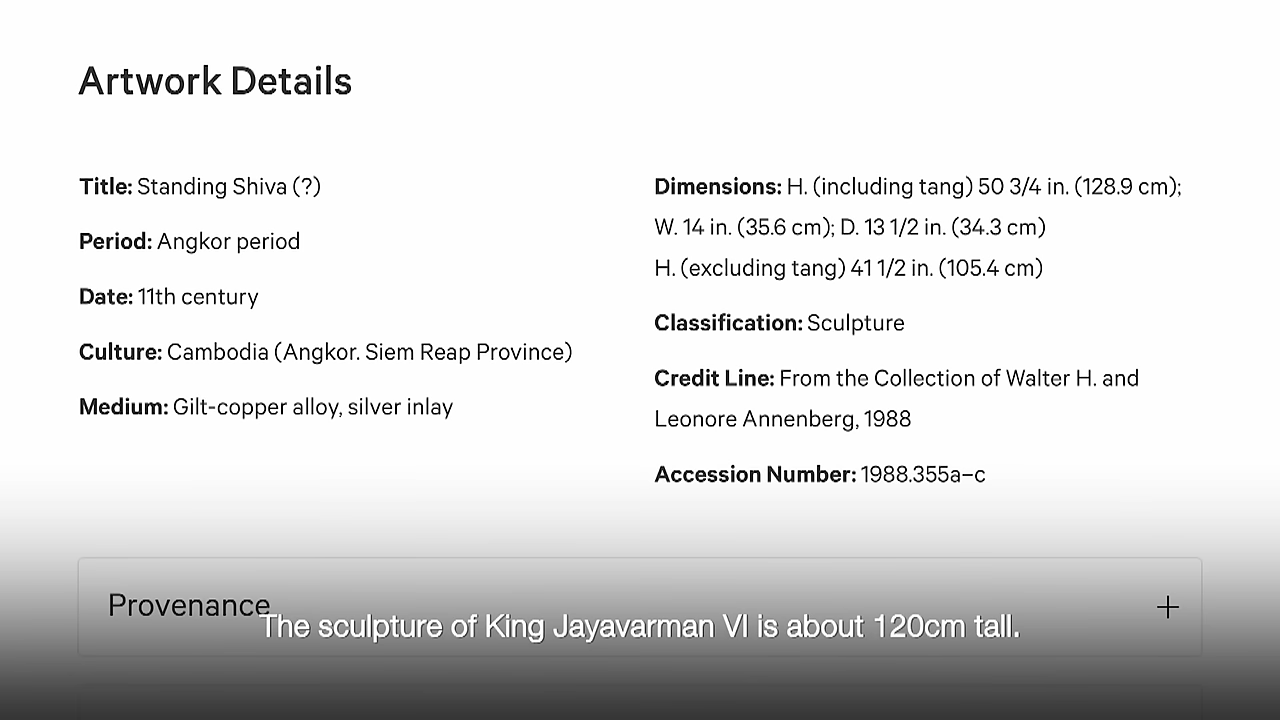 Artwork Details
Title: Standing Shiva (?)
Period: Angkor period
Date: 11th century
Culture: Cambodia (Angkor. Siem Reap Province)
Medium: Gilt-copper alloy, silver inlay
Dimensions: H. (including tang) 50 3/4 in. (128.9 cm);
W. 14 in. (35.6 cm); D. 13 1/2 in. (34.3 cm)
H. (excluding tang) 41 1/2 in. (105.4 cm)
Classification: Sculpture
Credit Line: From the Collection of Walter H. and
Leonore Annenberg, 1988
Accession Number: 1988.355a–c
Provenance +
The sculpture of King Jayavarman VI is about 120cm tall.